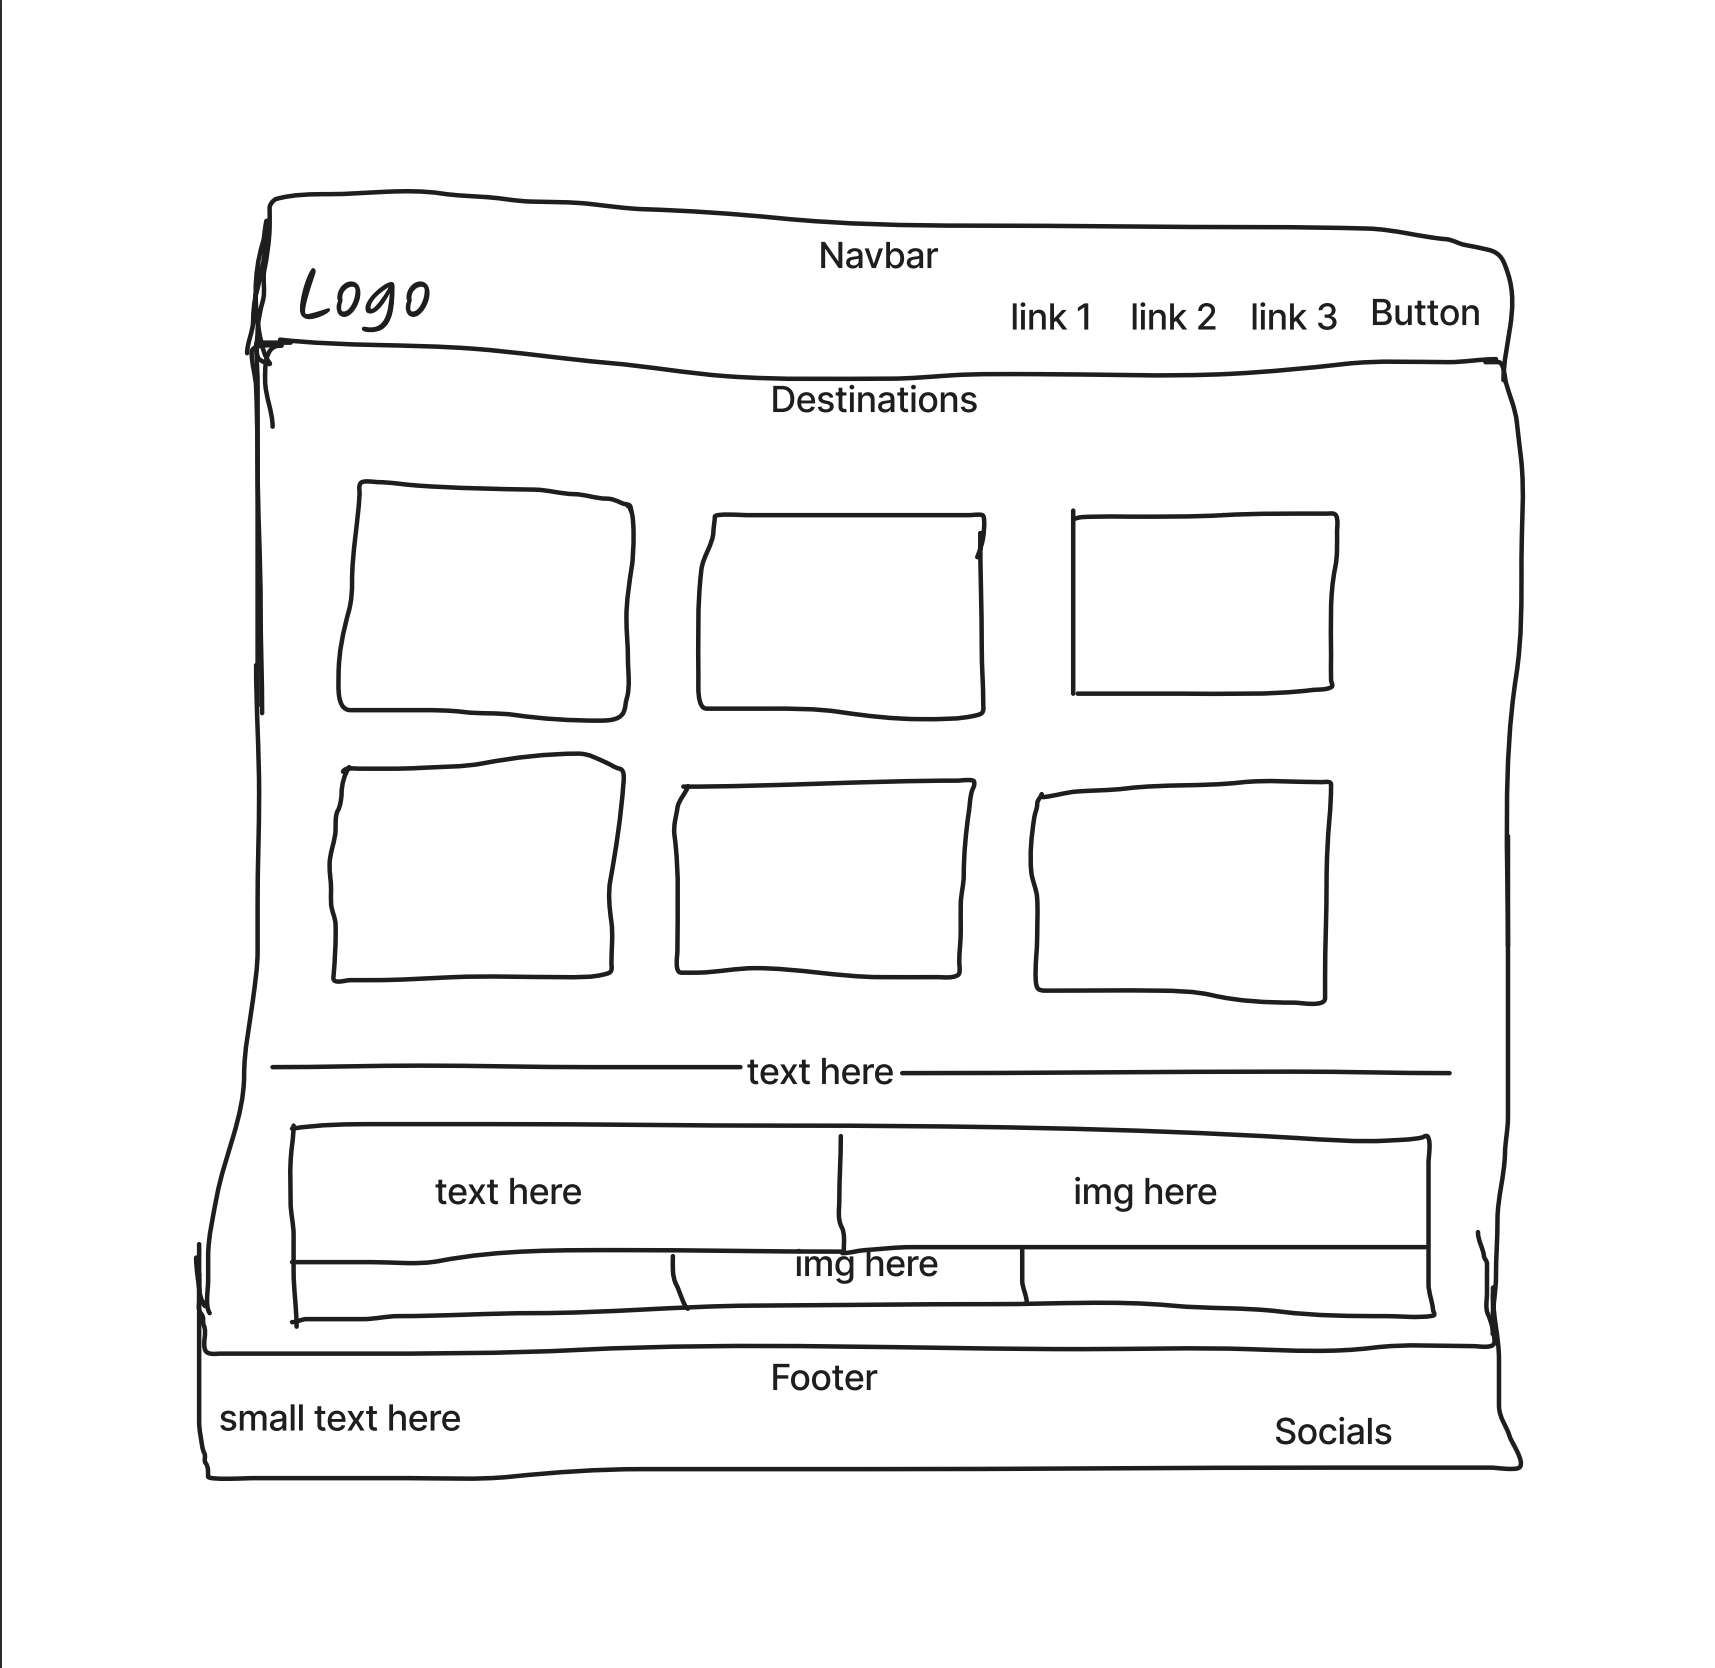 Navbar
Logo
link 1 link 2 link 3 Button
Destinations
text here
text here
img here
img here
Footer
small text here
Socials